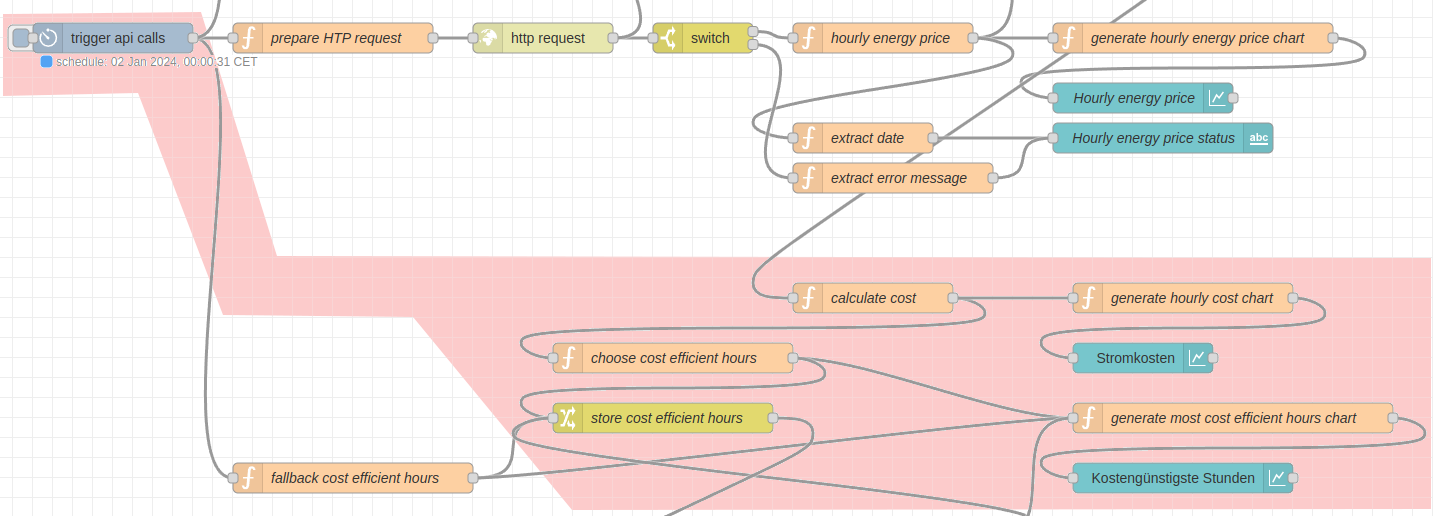 trigger api calls
prepare HTP request
http request
switch
hourly energy price
generate hourly energy price chart
schedule: 02 Jan 2024, 00:00:31 CET
Hourly energy price
extract date
Hourly energy price status
abc
extract error message
calculate cost
generate hourly cost chart
choose cost efficient hours
Stromkosten
store cost efficient hours
generate most cost efficient hours chart
fallback cost efficient hours
Kostengünstigste Stunden